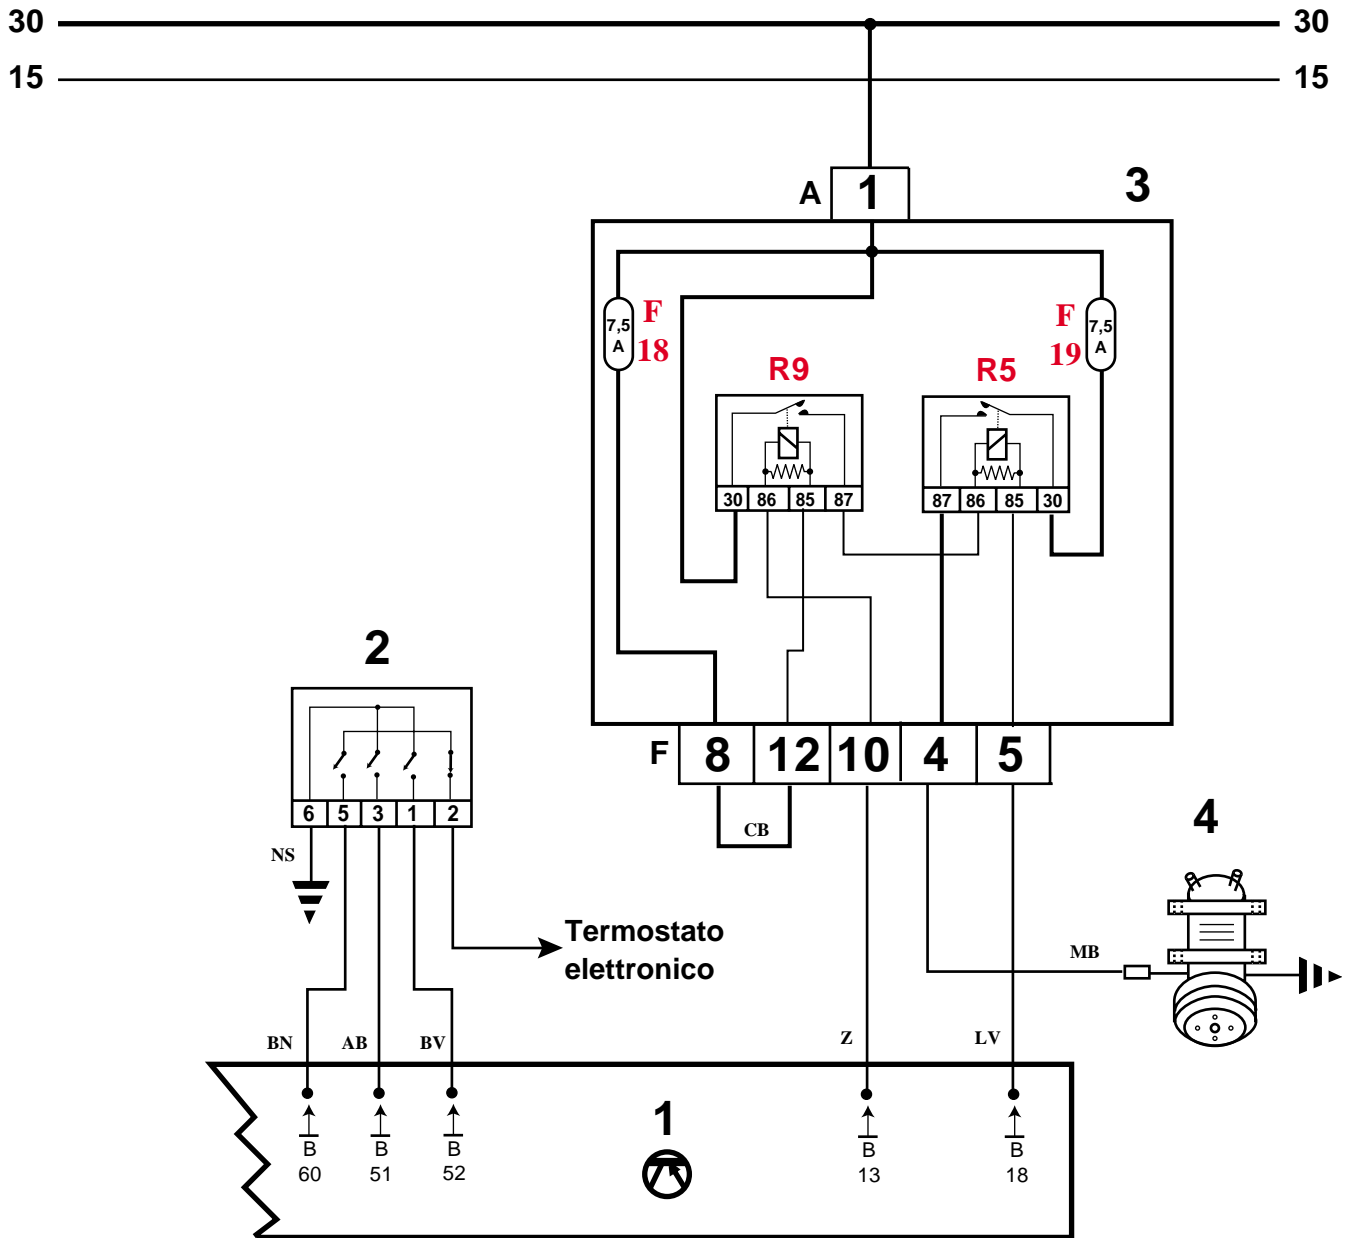 30 30
15 15
A 1 3
F 18
7,5 A
F 19
7,5 A
R9 R5
30 86 85 87
87 86 85 30
2
F 8 12 10 4 5
6 5 3 1 2
CB
4
NS
Termostato
elettronico
MB
BN AB BV Z LV
1
B B B B B
60 51 52 13 18